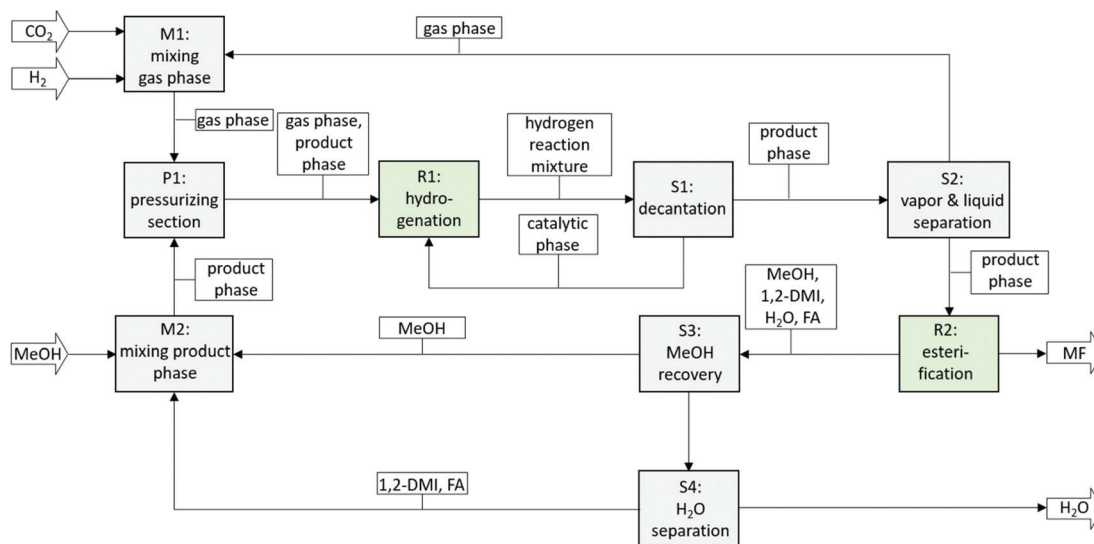 CO₂
H₂
M1:
mixing
gas phase
gas phase
gas phase
gas phase,
product
phase
hydrogen
reaction
mixture
product
phase
P1:
pressurizing
section
R1:
hydro-
genation
S1:
decantation
S2:
vapor & liquid
separation
catalytic
phase
product
phase
product
phase
MeOH,
1,2-DMI,
H₂O, FA
MeOH
MeOH
M2:
mixing product
phase
S3:
MeOH
recovery
R2:
esteri-
fication
MF
1,2-DMI, FA
S4:
H₂O
separation
H₂O